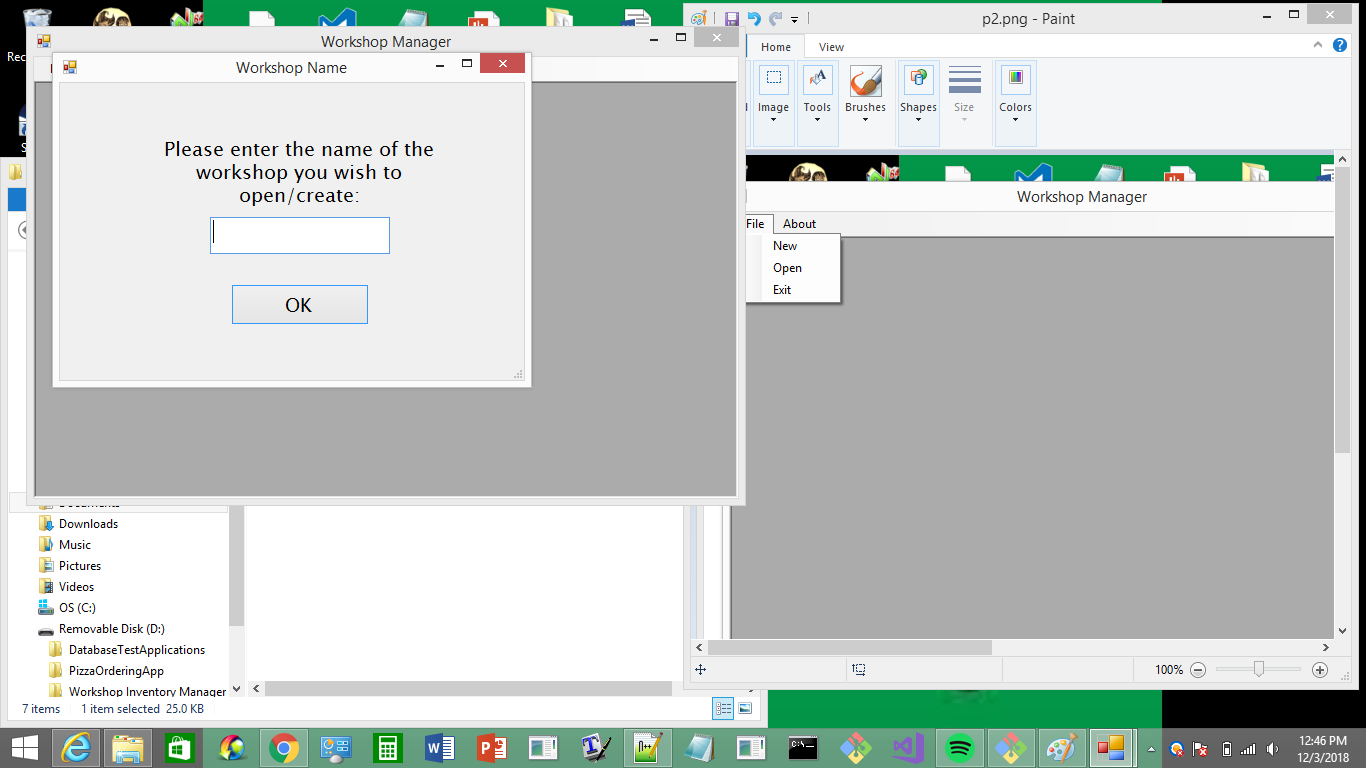 Rec
Workshop Manager
Workshop Name
Please enter the name of the
workshop you wish to
open/create:
OK
p2.png - Paint
Home
View
Image
Tools
Brushes
Shapes
Size
Colors
Workshop Manager
File
About
New
Open
Exit
100%
Documents
Downloads
Music
Pictures
Videos
OS (C:)
Removable Disk (D:)
DatabaseTestApplications
PizzaOrderingApp
Workshop Inventory Manager
7 items
1 item selected 25.0 KB
12:46 PM
12/3/2018